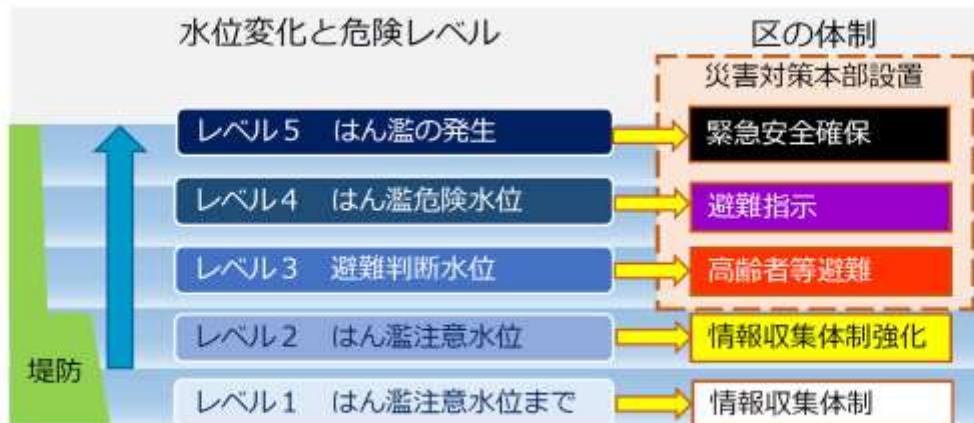 水位変化と危険レベル
区の体制
災害対策本部設置
レベル5 はん濫の発生
緊急安全確保
レベル4 はん濫危険水位
避難指示
レベル3 避難判断水位
高齢者等避難
レベル2 はん濫注意水位
情報収集体制強化
堤防
レベル1 はん濫注意水位まで
情報収集体制